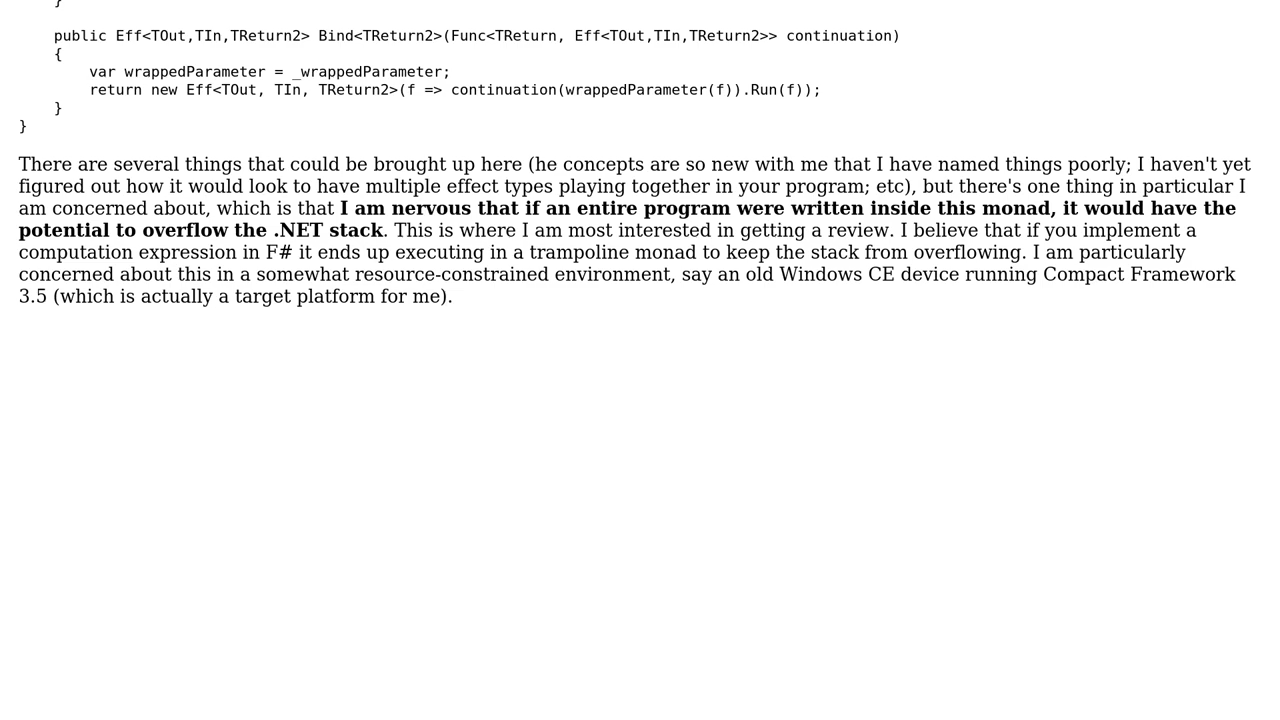 }
public Eff<TOut,TIn,TReturn2> Bind<TReturn2>(Func<TReturn, Eff<TOut,TIn,TReturn2>> continuation)
{
var wrappedParameter = _wrappedParameter;
return new Eff<TOut, TIn, TReturn2>(f => continuation(wrappedParameter(f)).Run(f));
}
}
There are several things that could be brought up here (he concepts are so new with me that I have named things poorly; I haven't yet
figured out how it would look to have multiple effect types playing together in your program; etc), but there's one thing in particular I
am concerned about, which is that I am nervous that if an entire program were written inside this monad, it would have the
potential to overflow the .NET stack. This is where I am most interested in getting a review. I believe that if you implement a
computation expression in F# it ends up executing in a trampoline monad to keep the stack from overflowing. I am particularly
concerned about this in a somewhat resource-constrained environment, say an old Windows CE device running Compact Framework
3.5 (which is actually a target platform for me).